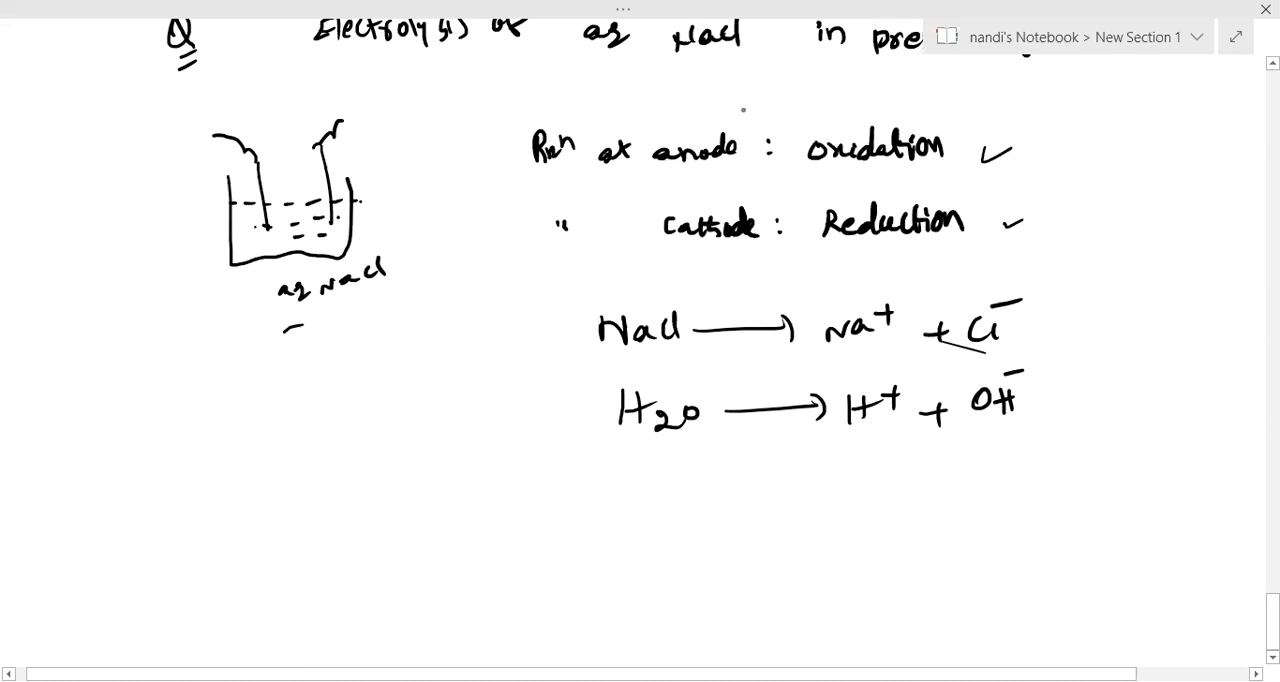 Q Electrolysis of aq NaCl in pre
nandi's Notebook > New Section 1
Rxn at anode : Oxidation ✓
" Cathode : Reduction ✓
aq NaCl
NaCl ⟶ Na⁺ + Cl⁻
H₂O ⟶ H⁺ + OH⁻